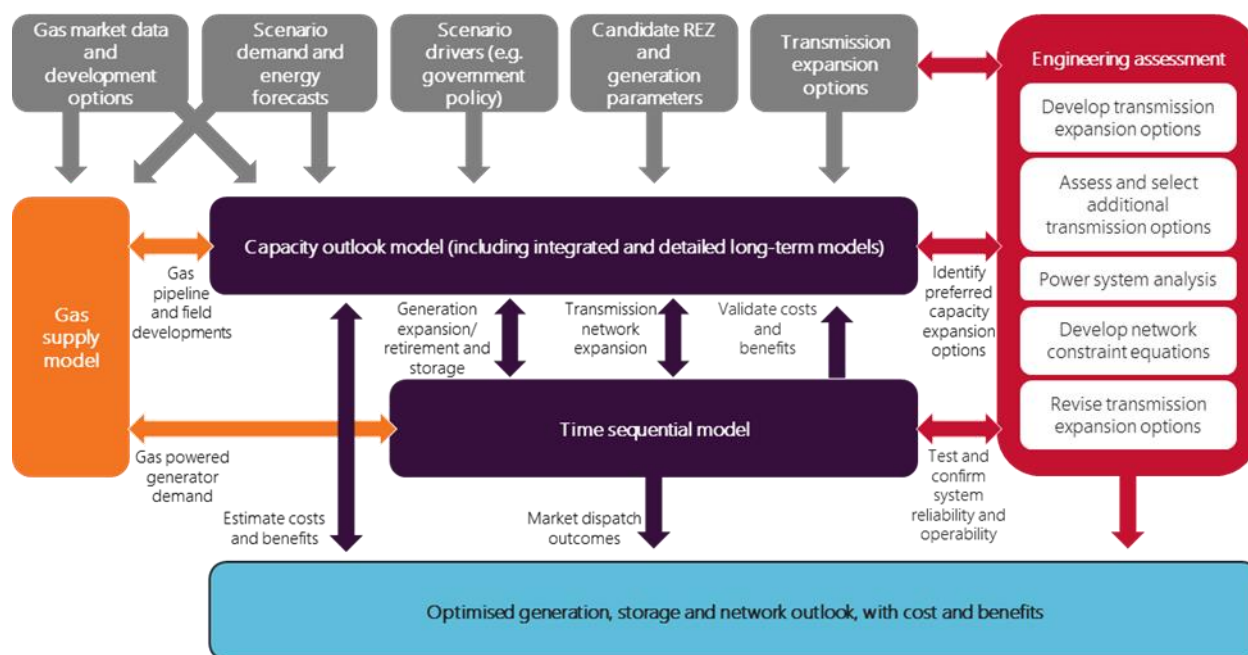 Gas market data
and
development
options
Scenario
demand and
energy
forecasts
Scenario
drivers (e.g.
government
policy)
Candidate REZ
and
generation
parameters
Transmission
expansion
options
Engineering assessment
Develop transmission
expansion options
Assess and select
additional
transmission options
Power system analysis
Develop network
constraint equations
Revise transmission
expansion options
Gas
supply
model
Capacity outlook model (including integrated and detailed long-term models)
Gas
pipeline
and field
developments
Generation
expansion/
retirement and
storage
Transmission
network
expansion
Validate costs
and
benefits
Identify
preferred
capacity
expansion
options
Time sequential model
Gas powered
generator
demand
Estimate costs
and benefits
Market dispatch
outcomes
Test and
confirm
system
reliability and
operability
Optimised generation, storage and network outlook, with cost and benefits